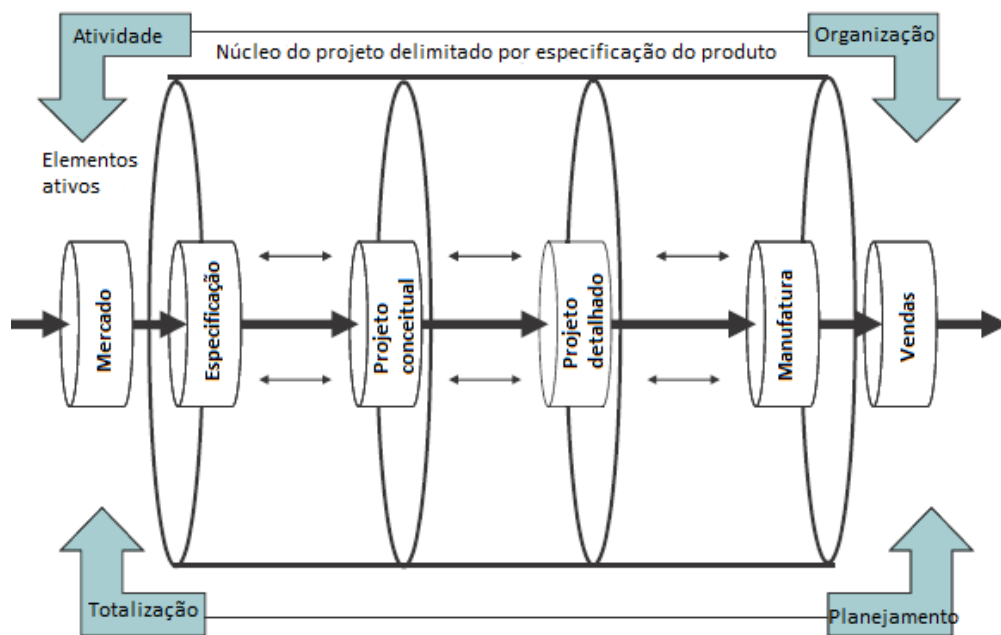 Atividade
Organização
Núcleo do projeto delimitado por especificação do produto
Elementos
ativos
Mercado
Especificação
Projeto
conceitual
Projeto
detalhado
Manufatura
Vendas
Totalização
Planejamento